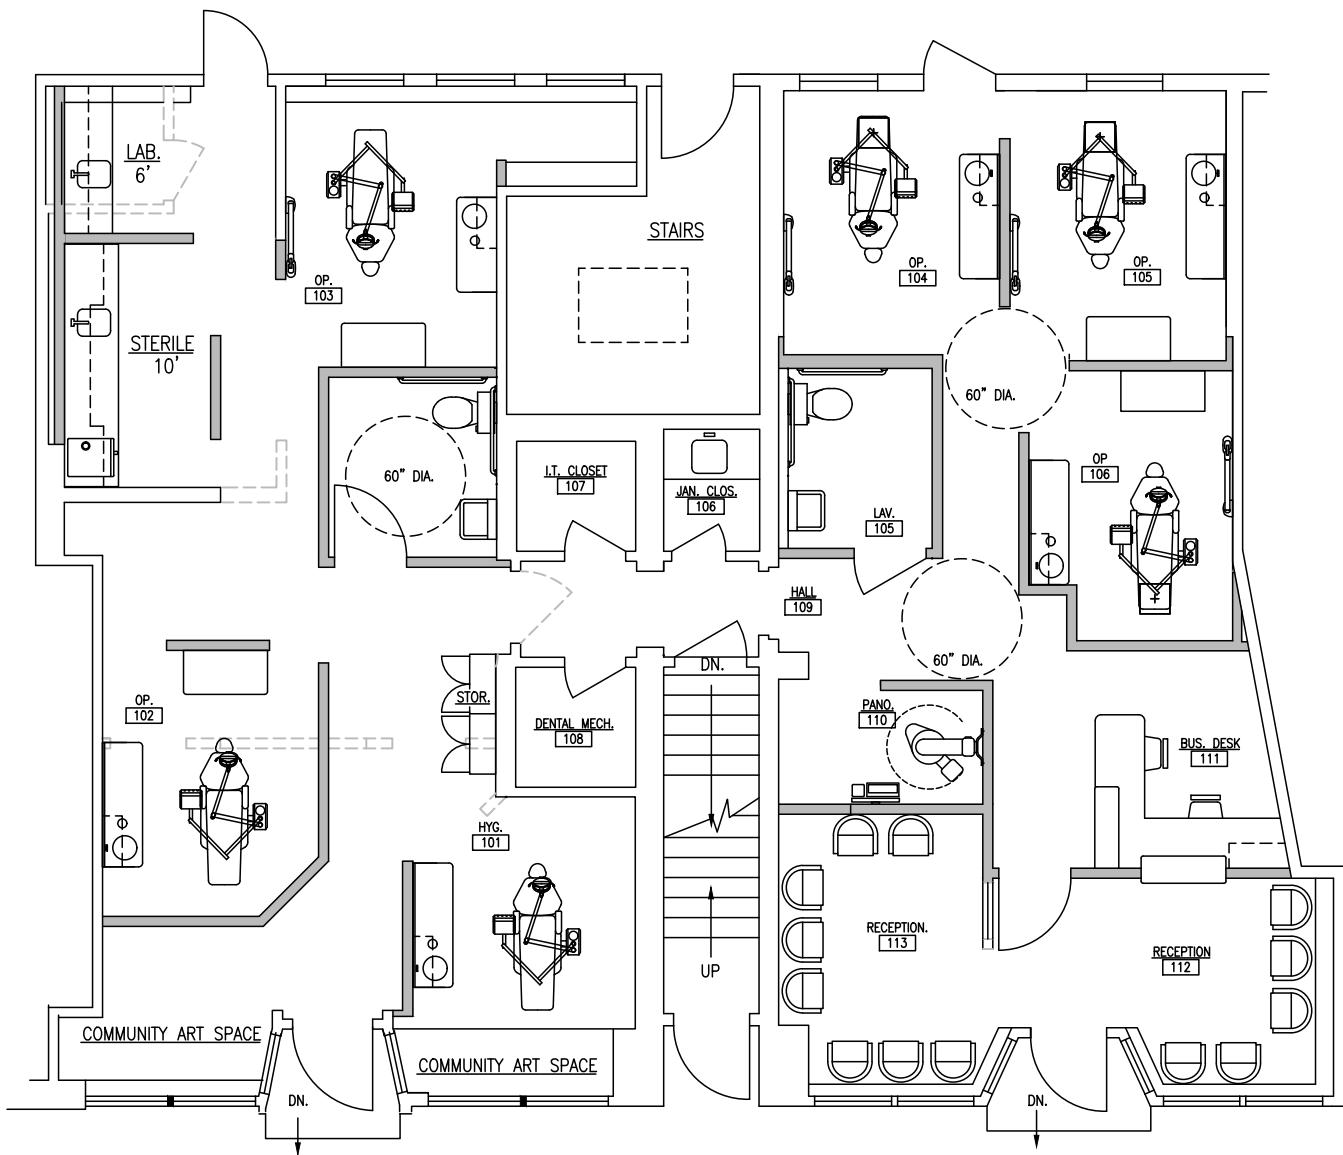 LAB.
6'
STERILE
10'
OP.
103
STAIRS
OP.
104
OP.
105
60" DIA.
60" DIA.
I.T. CLOSET
107
JAN. CLOS.
106
LAV.
105
OP
106
HALL
109
60" DIA.
DN.
STOR.
OP.
102
DENTAL MECH.
108
PANO.
110
BUS. DESK
111
HYG.
101
RECEPTION.
113
RECEPTION
112
UP
COMMUNITY ART SPACE
COMMUNITY ART SPACE
DN.
DN.